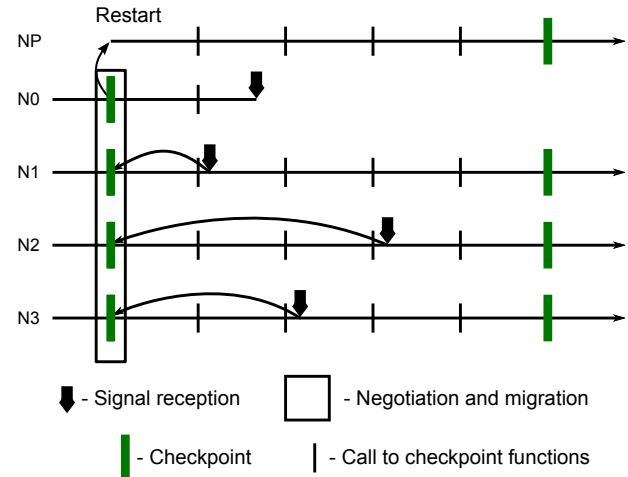 Restart
NP
N0
N1
N2
N3
- Signal reception
- Negotiation and migration
- Checkpoint
- Call to checkpoint functions